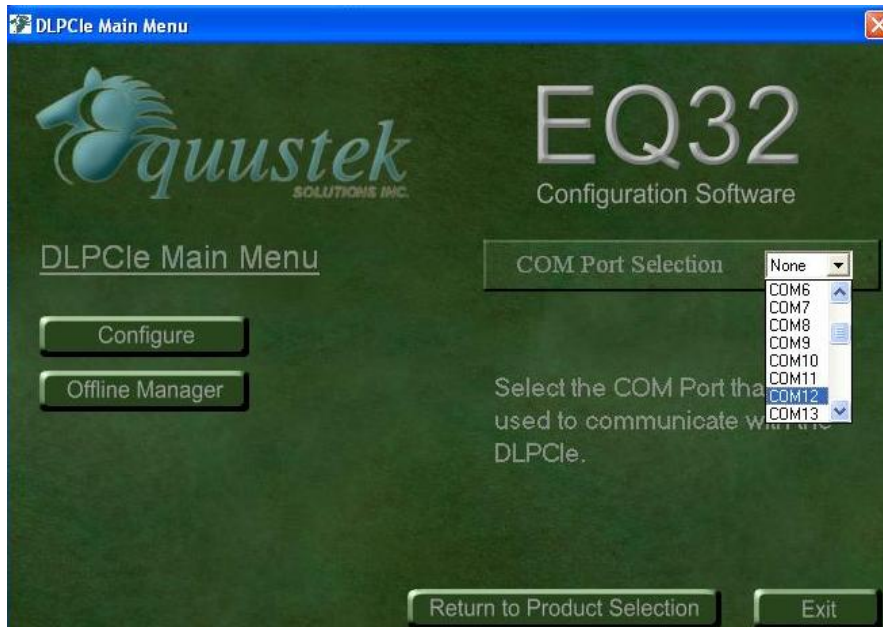 DLPCIe Main Menu
Equustek
SOLUTIONS INC.
EQ32
Configuration Software
DLPCIe Main Menu
COM Port Selection
None
COM6
COM7
COM8
COM9
COM10
COM11
COM12
COM13
Configure
Offline Manager
Select the COM Port
used to communicate with the
DLPCIe.
Return to Product Selection
Exit